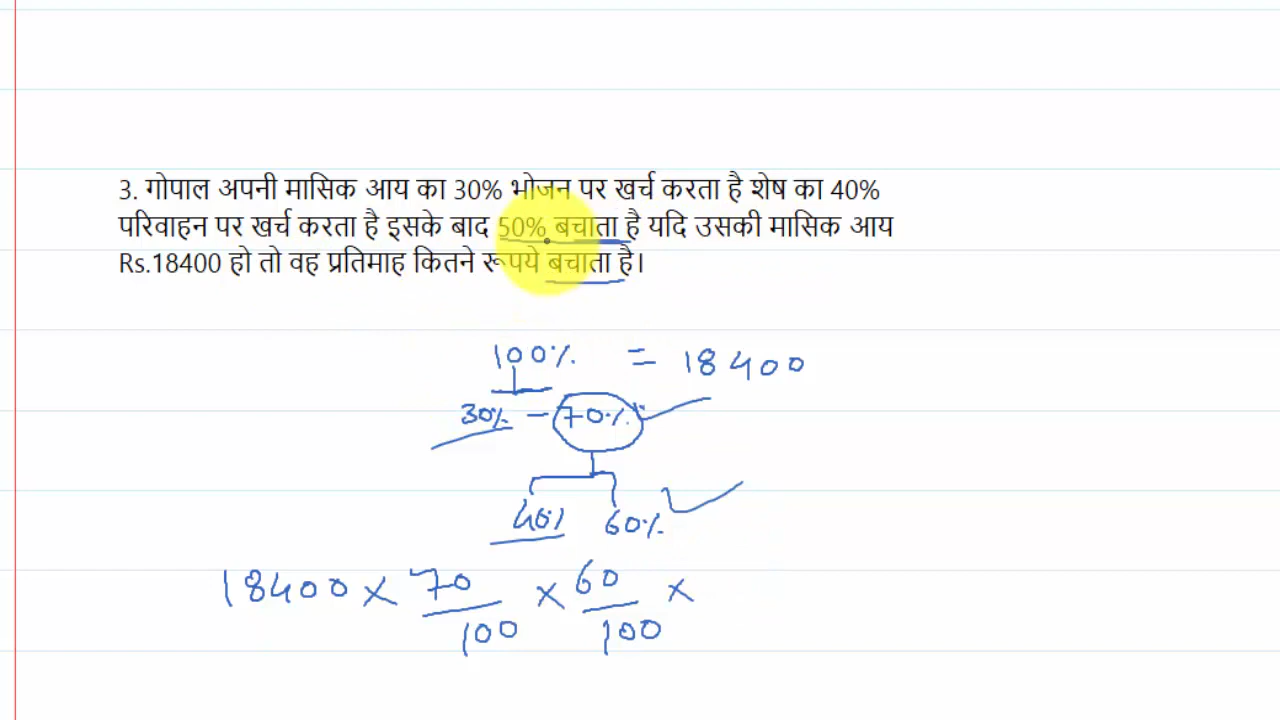 3. गोपाल अपनी मासिक आय का 30% भोजन पर खर्च करता है शेष का 40%
परिवाहन पर खर्च करता है इसके बाद 50% बचाता है यदि उसकी मासिक आय
Rs.18400 हो तो वह प्रतिमाह कितने रूपये बचाता है।
100% = 18400
30% - 70%
40% 60%
18400 × 70/100 × 60/100 ×